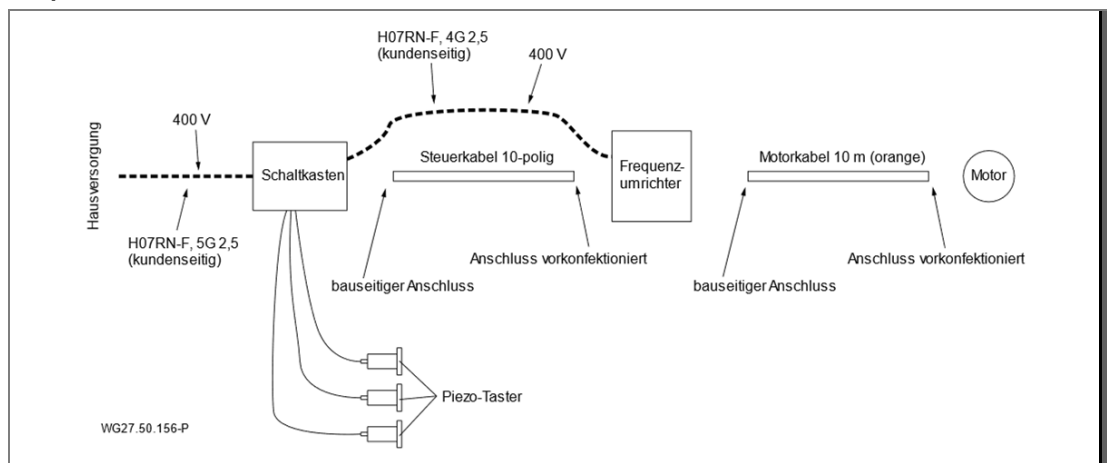 H07RN-F, 4G 2,5
(kundenseitig)
400 V
400 V
Hausversorgung
Schaltkasten
Steuerkabel 10-polig
Frequenz-
umrichter
Motorkabel 10 m (orange)
Motor
H07RN-F, 5G 2,5
(kundenseitig)
Anschluss vorkonfektioniert
Anschluss vorkonfektioniert
bauseitiger Anschluss
bauseitiger Anschluss
Piezo-Taster
WG27.50.156-P